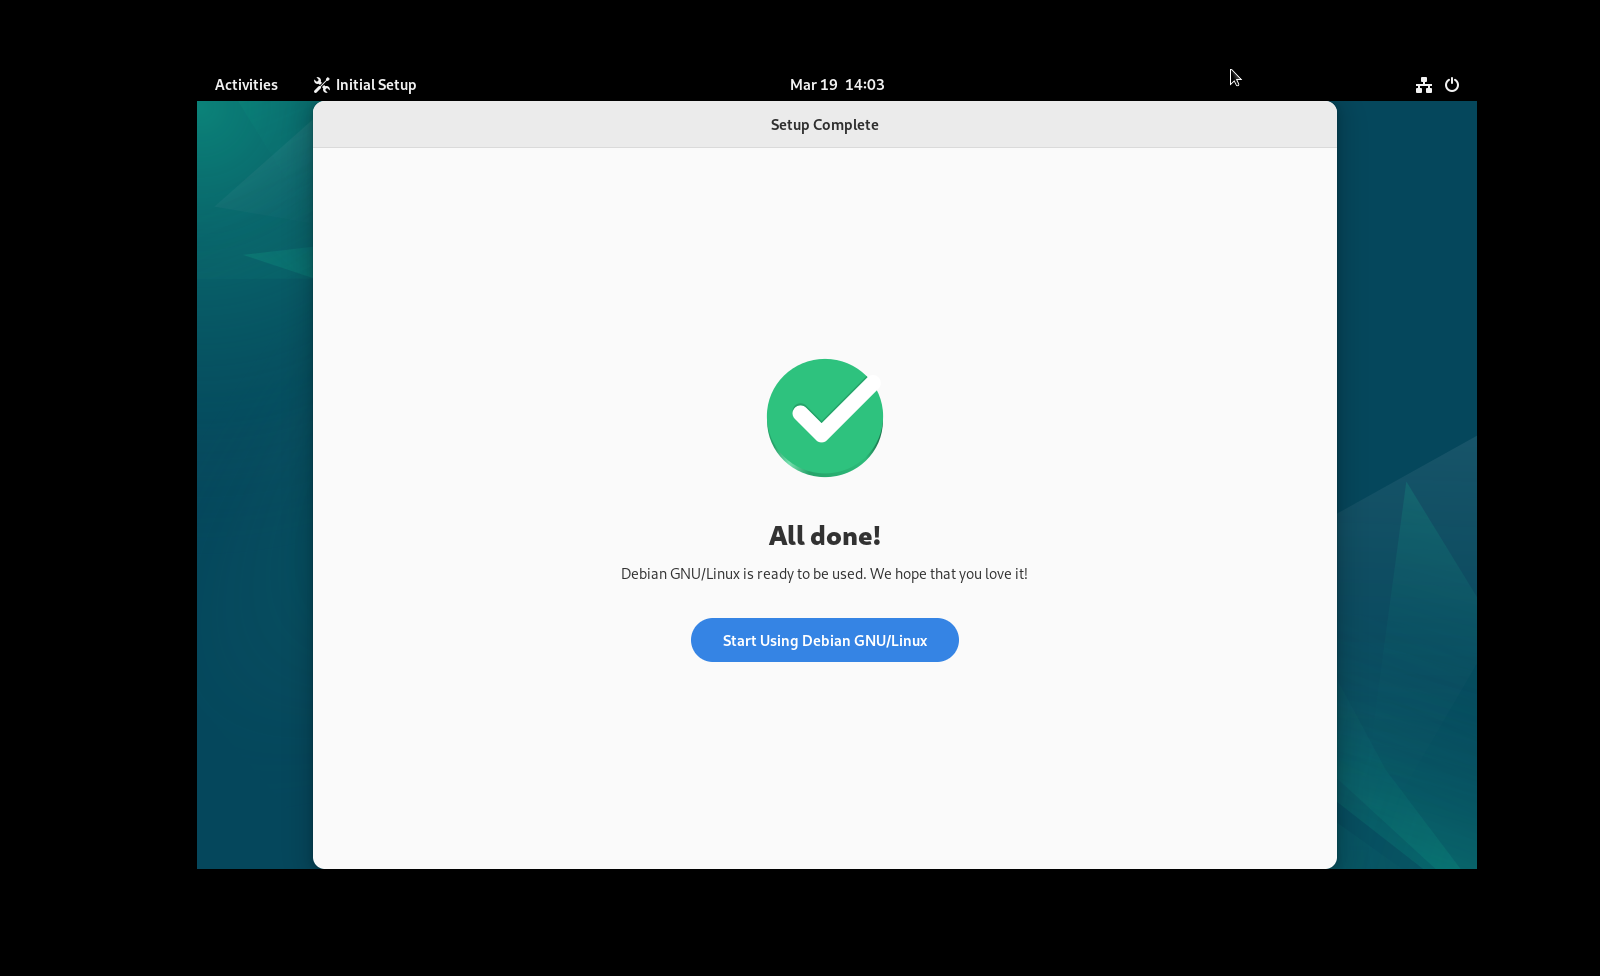 Activities Initial Setup Mar 19 14:03
Setup Complete
All done!
Debian GNU/Linux is ready to be used. We hope that you love it!
Start Using Debian GNU/Linux